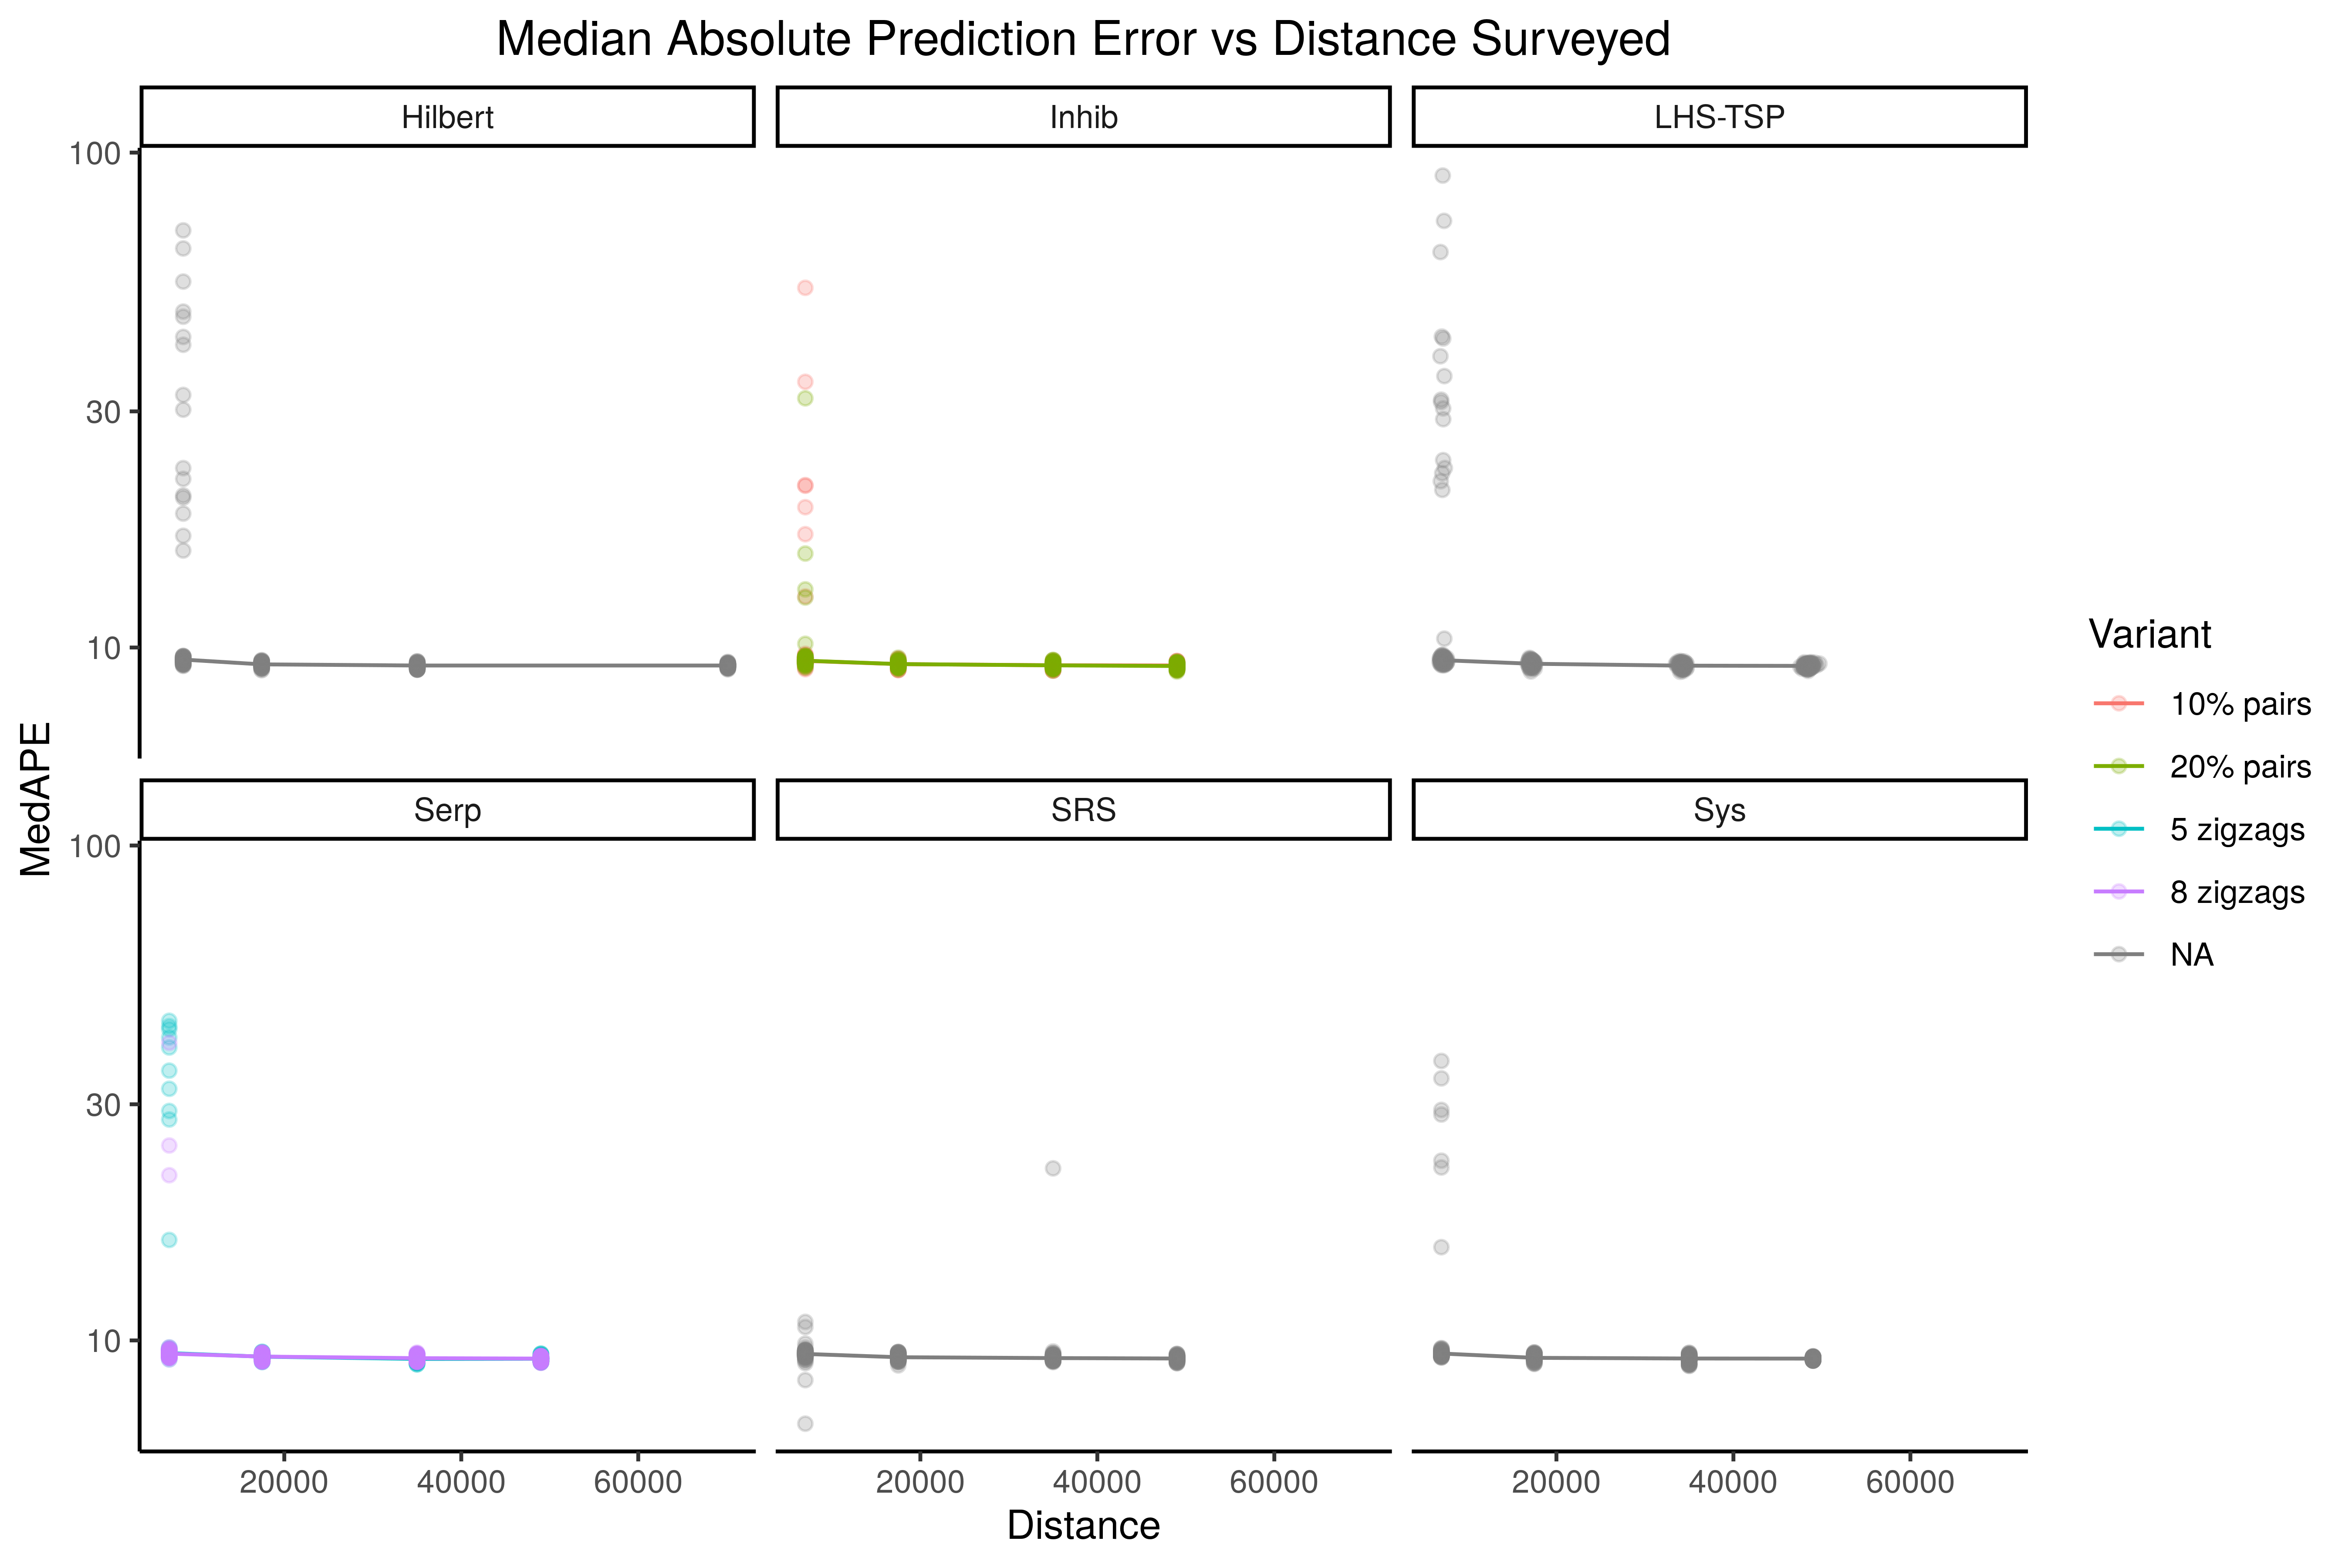 Median Absolute Prediction Error vs Distance Surveyed
Hilbert
Inhib
LHS-TSP
100
30
10
Serp
SRS
Sys
100
30
10
MedAPE
20000 40000 60000
20000 40000 60000
20000 40000 60000
Distance
Variant
10% pairs
20% pairs
5 zigzags
8 zigzags
NA